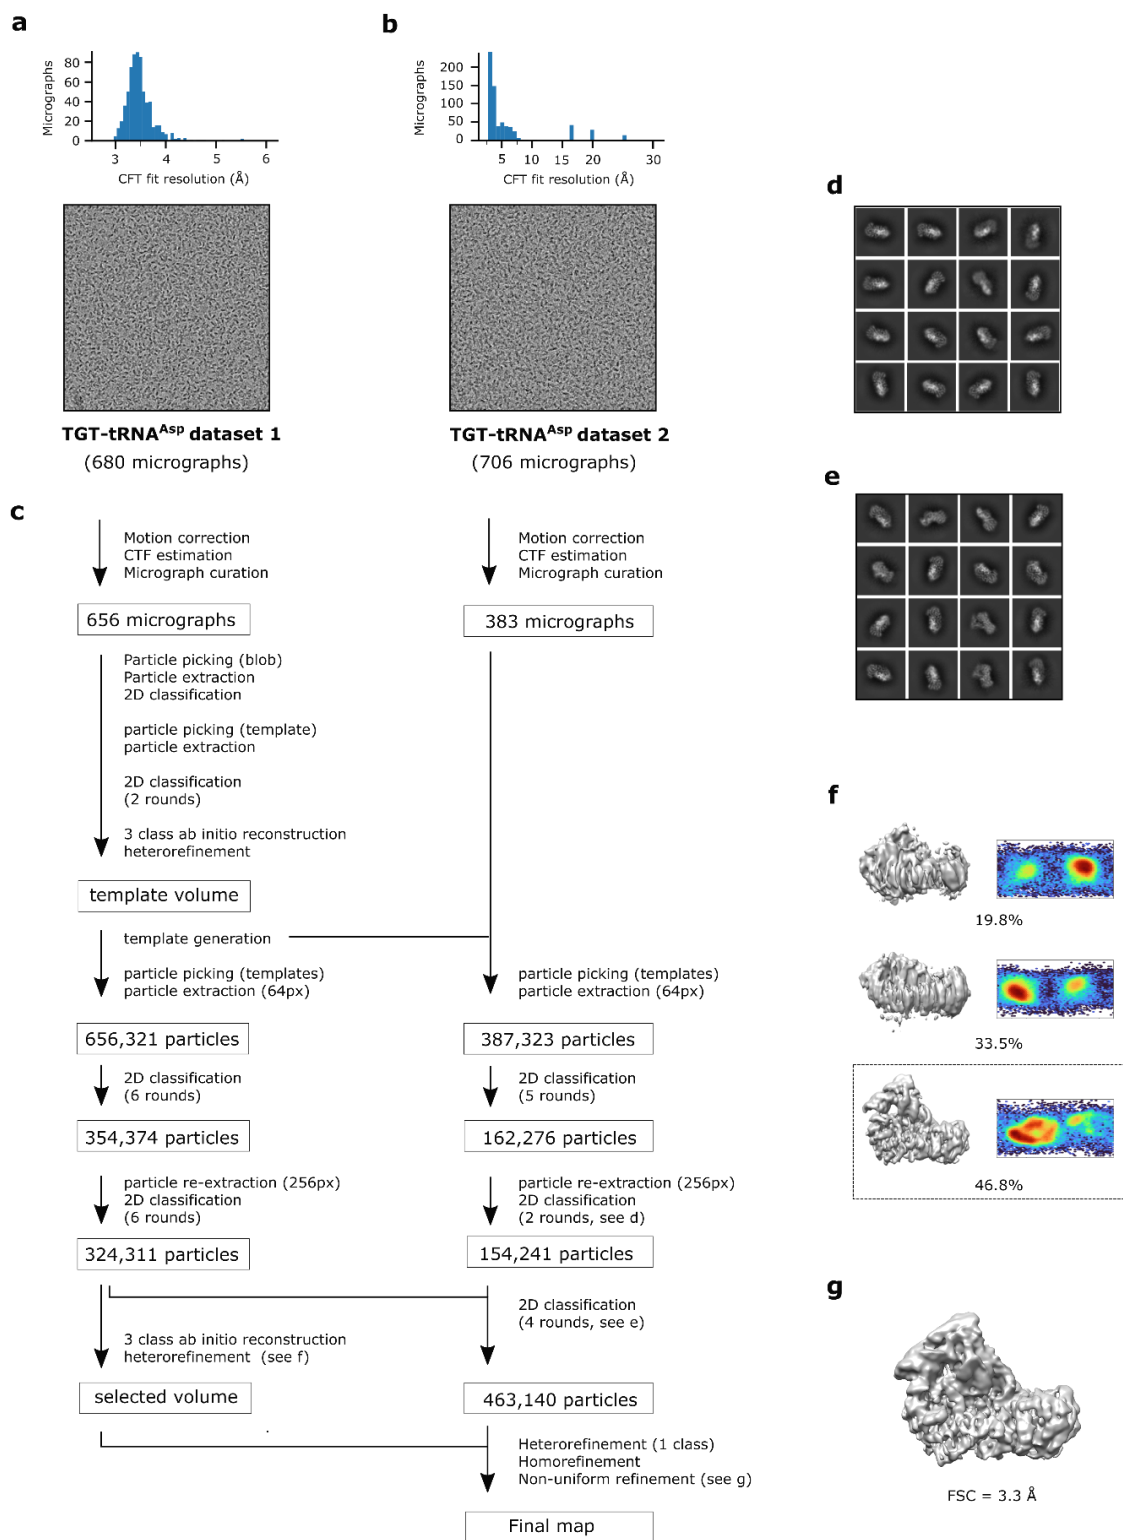 a
Micrographs
80
60
40
20
0
3
4
5
6
CFT fit resolution (Å)
TGT-tRNAAsp dataset 1
(680 micrographs)
b
Micrographs
200
150
100
50
0
5
10
15
20
30
CFT fit resolution (Å)
TGT-tRNAAsp dataset 2
(706 micrographs)
c
Motion correction
CTF estimation
Micrograph curation
656 micrographs
Particle picking (blob)
Particle extraction
2D classification
particle picking (template)
particle extraction
2D classification
(2 rounds)
3 class ab initio reconstruction
heterorefinement
template volume
template generation
particle picking (templates)
particle extraction (64px)
656,321 particles
2D classification
(6 rounds)
354,374 particles
particle re-extraction (256px)
2D classification
(6 rounds)
324,311 particles
3 class ab initio reconstruction
heterorefinement (see f)
selected volume
Motion correction
CTF estimation
Micrograph curation
383 micrographs
particle picking (templates)
particle extraction (64px)
387,323 particles
2D classification
(5 rounds)
162,276 particles
particle re-extraction (256px)
2D classification
(2 rounds, see d)
154,241 particles
2D classification
(4 rounds, see e)
463,140 particles
Heterorefinement (1 class)
Homorefinement
Non-uniform refinement (see g)
Final map
d
e
f
19.8%
33.5%
46.8%
g
FSC = 3.3 Å